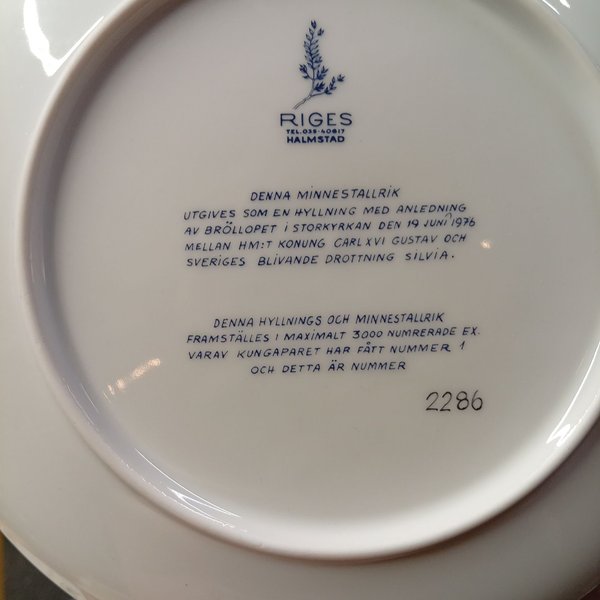 RIGES
TEL. 035-40817
HALMSTAD
DENNA MINNESTALLRIK
UTGIVES SOM EN HYLLNING MED ANLEDNING
AV BRÖLLOPET I STORKYRKAN DEN 19 JUNI 1976
MELLAN HM:T KONUNG CARL XVI GUSTAV OCH
SVERIGES BLIVANDE DROTTNING SILVIA.
DENNA HYLLNINGS OCH MINNESTALLRIK
FRAMSTÄLLES I MAXIMALT 3000 NUMRERADE EX.
VARAV KUNGAPARET HAR FÅTT NUMMER 1
OCH DETTA ÄR NUMMER
2286